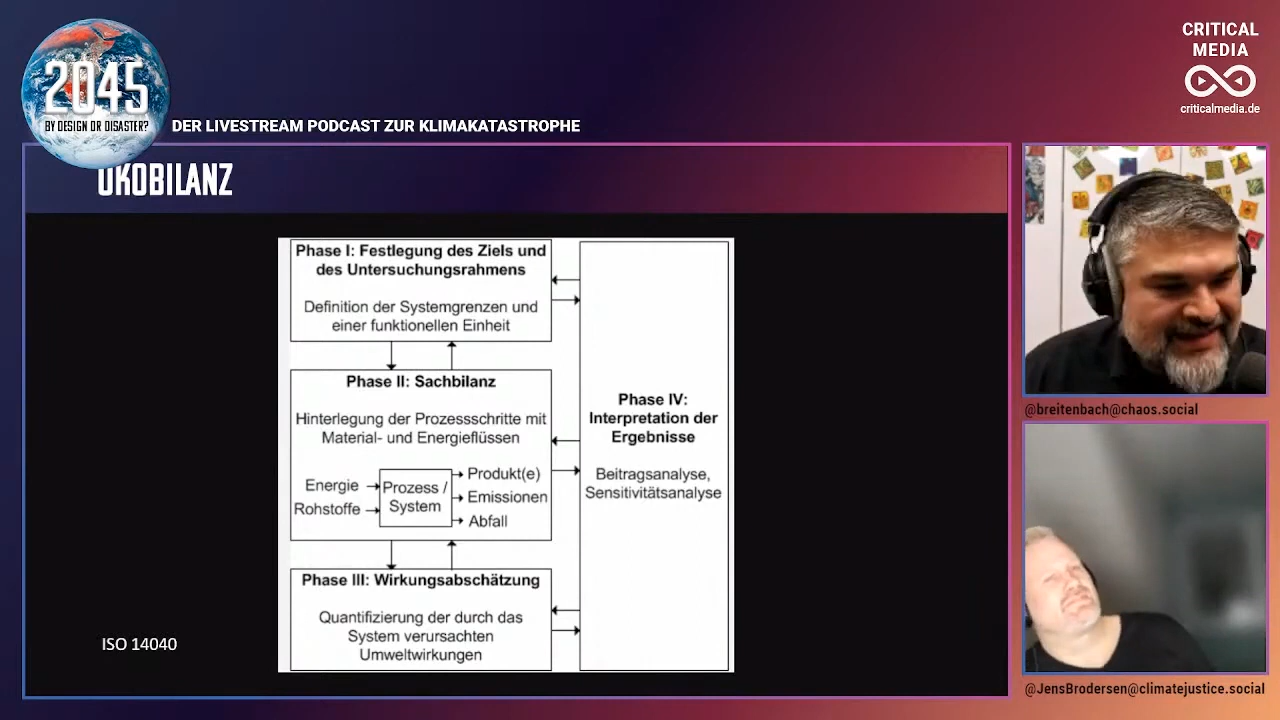 2045
BY DESIGN OR DISASTER?
DER LIVESTREAM PODCAST ZUR KLIMAKATASTROPHE
CRITICAL
MEDIA
criticalmedia.de
ÖKOBILANZ
Phase I: Festlegung des Ziels und
des Untersuchungsrahmens
Definition der Systemgrenzen und
einer funktionellen Einheit
Phase II: Sachbilanz
Hinterlegung der Prozessschritte mit
Material- und Energieflüssen
Energie
Rohstoffe
Prozess /
System
Produkt(e)
Emissionen
Abfall
Phase III: Wirkungsabschätzung
Quantifizierung der durch das
System verursachten
Umweltwirkungen
Phase IV:
Interpretation der
Ergebnisse
Beitragsanalyse,
Sensitivitätsanalyse
ISO 14040
@breitenbach@chaos.social
@JensBrodersen@climatejustice.social